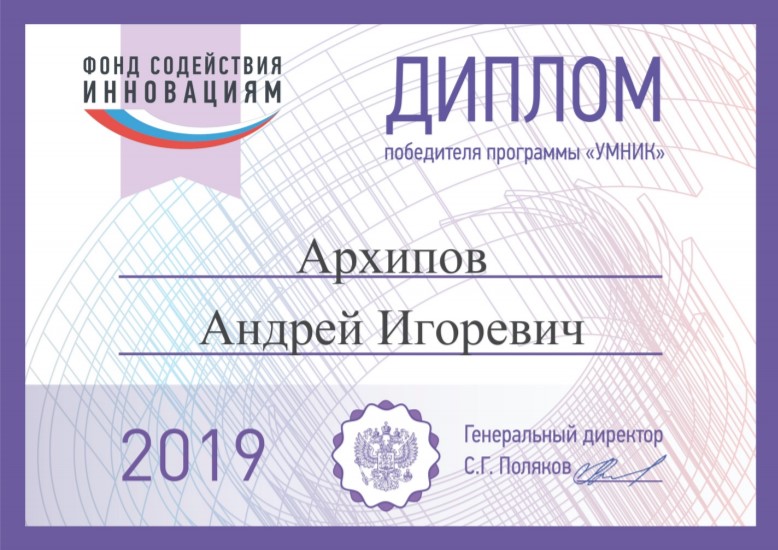 ФОНД СОДЕЙСТВИЯ
ИННОВАЦИЯМ
ДИПЛОМ
победителя программы «УМНИК»
Архипов
Андрей Игоревич
2019
Генеральный директор
С.Г. Поляков